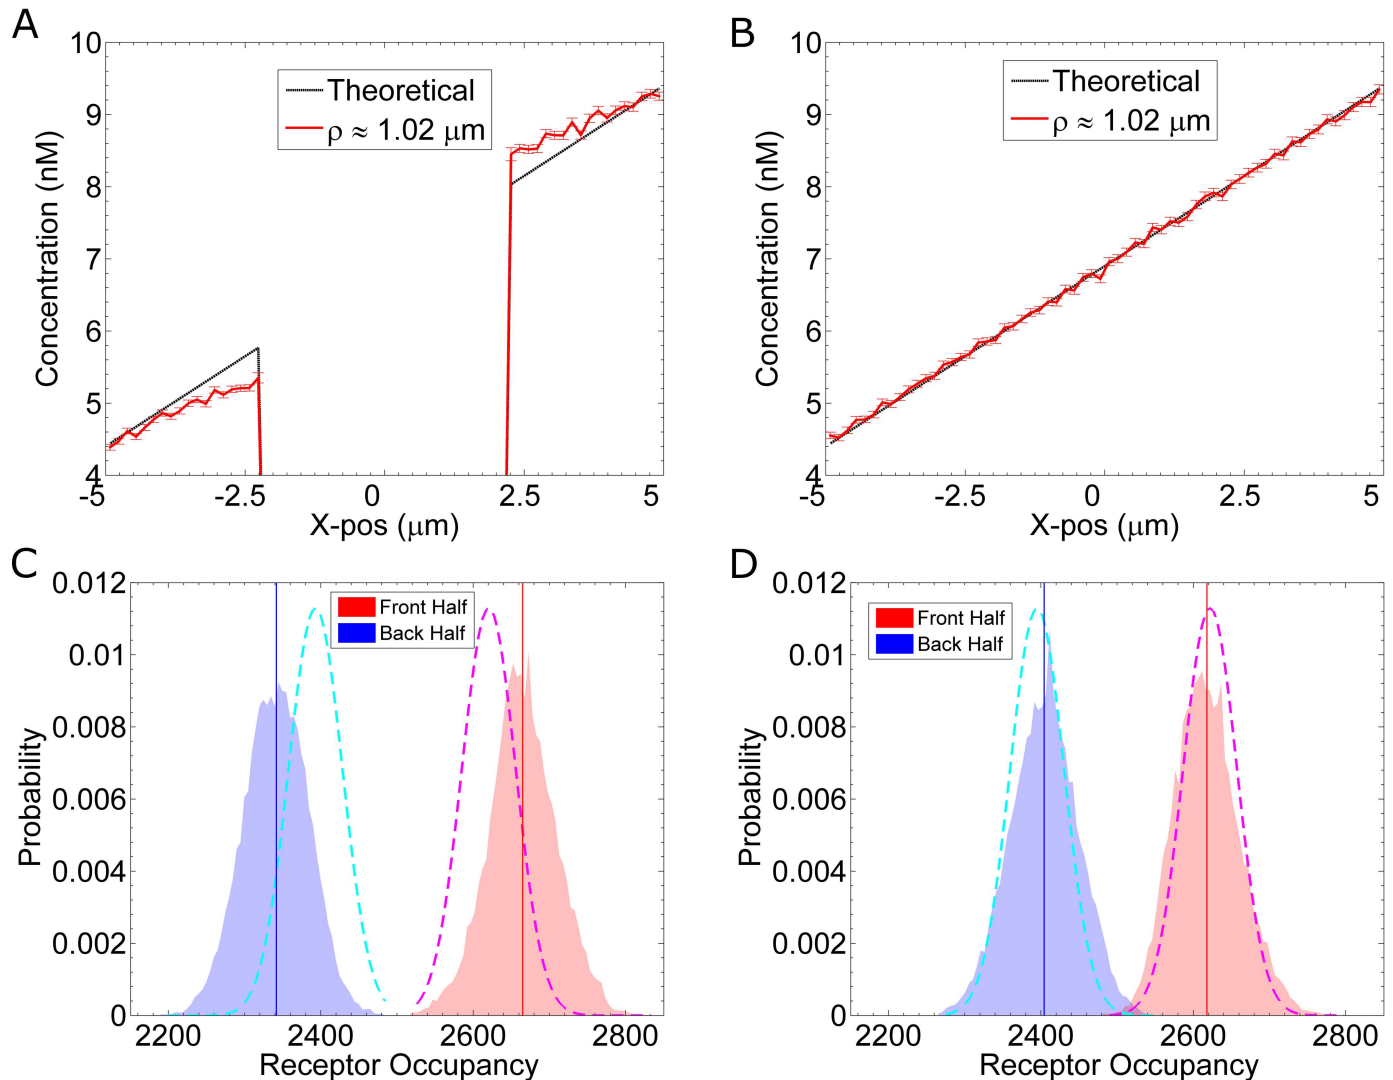 A
10
9
8
7
6
5
4
Concentration (nM)
Theoretical
ρ ≈ 1.02 μm
-5
-2.5
0
2.5
5
X-pos (μm)
B
10
9
8
7
6
5
4
Concentration (nM)
Theoretical
ρ ≈ 1.02 μm
-5
-2.5
0
2.5
5
X-pos (μm)
C
0.012
0.01
0.008
0.006
0.004
0.002
0
Probability
Front Half
Back Half
2200
2400
2600
2800
Receptor Occupancy
D
0.012
0.01
0.008
0.006
0.004
0.002
0
Probability
Front Half
Back Half
2200
2400
2600
2800
Receptor Occupancy